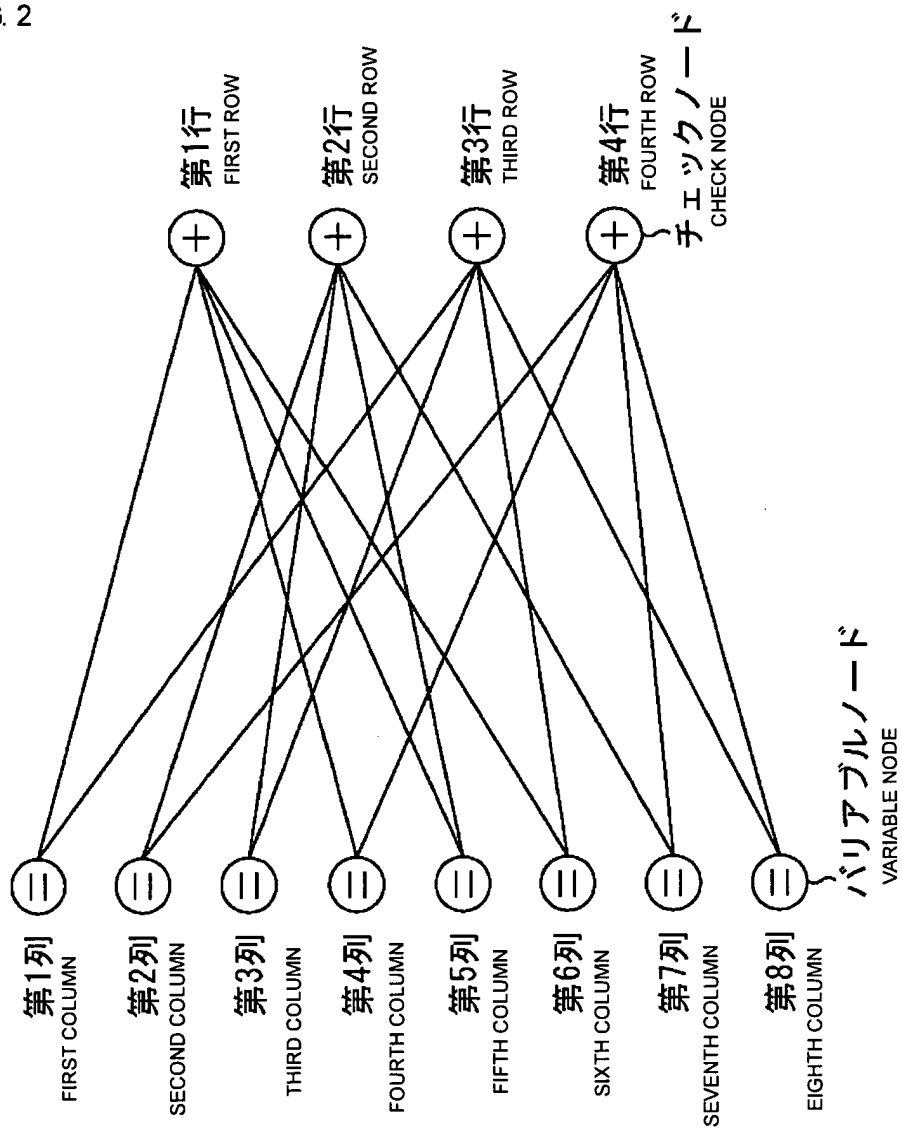 . 2
第1行
FIRST ROW
第2行
SECOND ROW
第3行
THIRD ROW
第4行
FOURTH ROW
チェックノード
CHECK NODE
第1列
FIRST COLUMN
第2列
SECOND COLUMN
第3列
THIRD COLUMN
第4列
FOURTH COLUMN
第5列
FIFTH COLUMN
第6列
SIXTH COLUMN
第7列
SEVENTH COLUMN
第8列
EIGHTH COLUMN
バリアブルノード
VARIABLE NODE